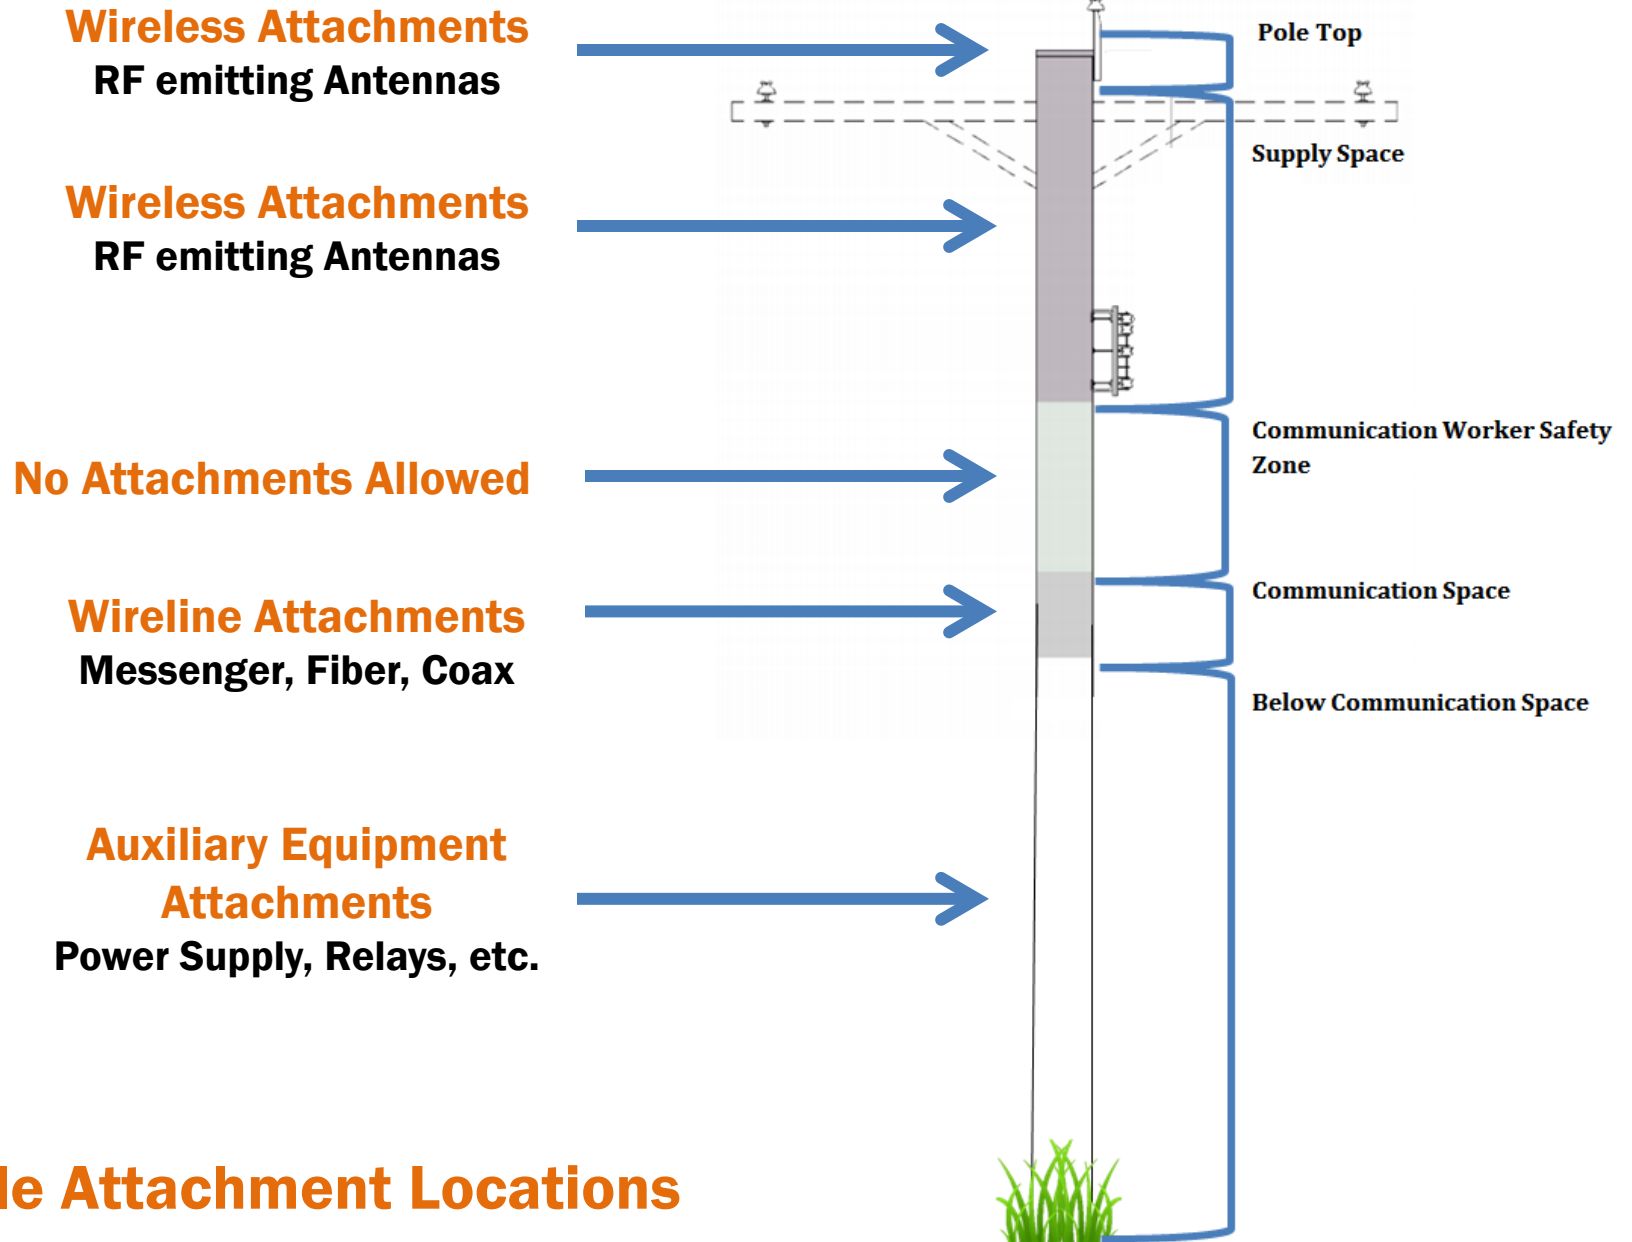 Wireless Attachments
RF emitting Antennas
Wireless Attachments
RF emitting Antennas
No Attachments Allowed
Wireline Attachments
Messenger, Fiber, Coax
Auxiliary Equipment
Attachments
Power Supply, Relays, etc.
Pole Top
Supply Space
Communication Worker Safety
Zone
Communication Space
Below Communication Space
le Attachment Locations